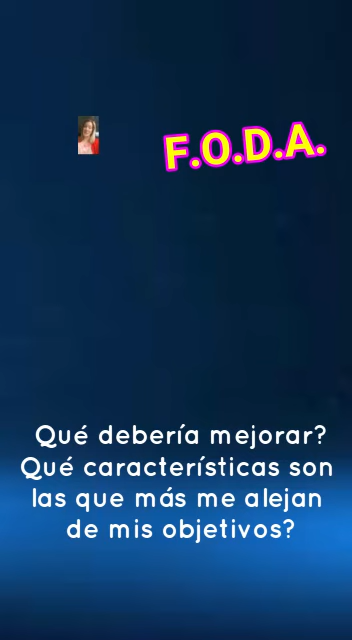 F.O.D.A.
Qué debería mejorar?
Qué características son
las que más me alejan
de mis objetivos?